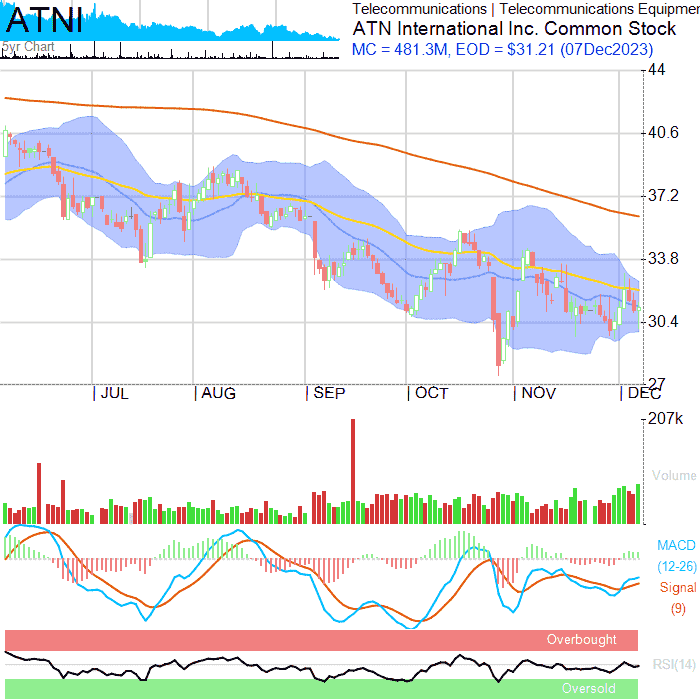 ATNI
5yr Chart
Telecommunications | Telecommunications Equipmen
ATN International Inc. Common Stock
MC = 481.3M, EOD = $31.21 (07Dec2023)
44
40.6
37.2
33.8
30.4
27
JUL
AUG
SEP
OCT
NOV
DEC
207k
Volume
MACD
(12-26)
Signal
(9)
Overbought
RSI(14)
Oversold